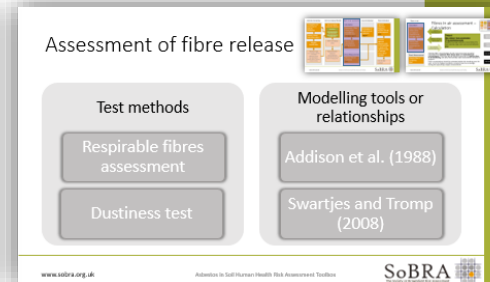 Assessment of fibre release
Test methods
Respirable fibres
assessment
Dustiness test
Modelling tools or
relationships
Addison et al. (1988)
Swartjes and Tromp
(2008)
www.sobra.org.uk
Asbestos in Soil Human Health Risk Assessment Toolbox
SoBRA